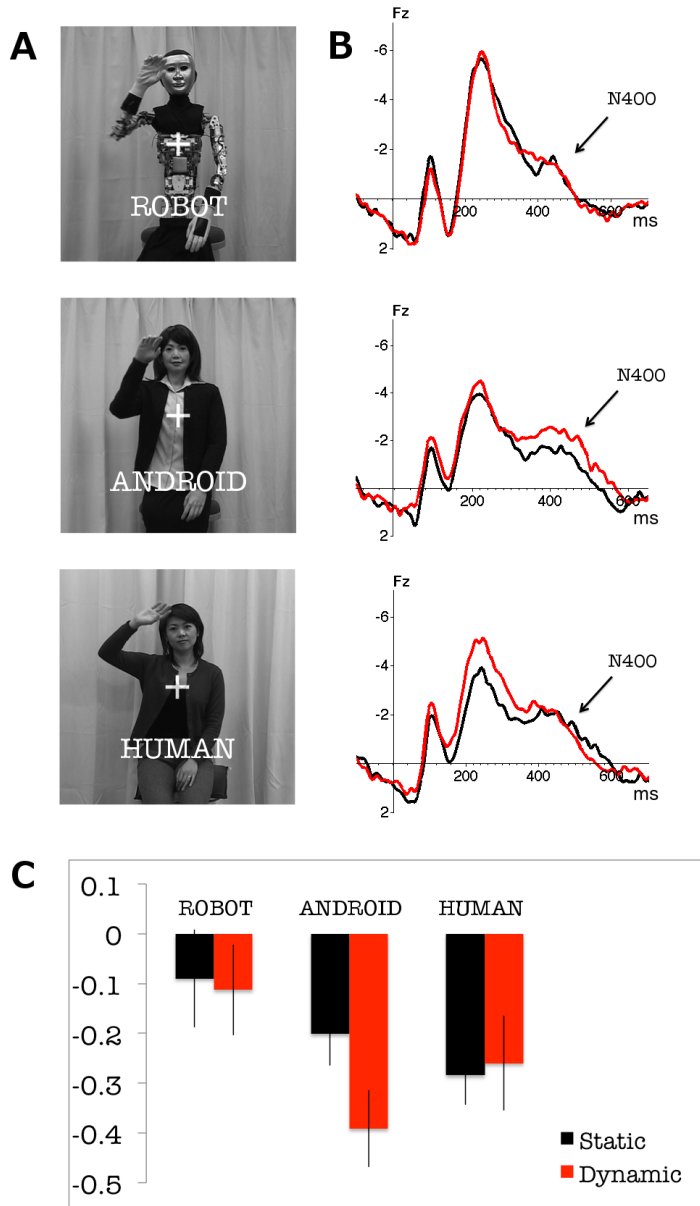 A
ROBOT
ANDROID
HUMAN
B
Fz
-6
-4
-2
2
200
400
600
ms
N400
Fz
-6
-4
-2
2
200
400
600
ms
N400
Fz
-6
-4
-2
2
200
400
600
ms
N400
C
0.1
0
-0.1
-0.2
-0.3
-0.4
-0.5
ROBOT ANDROID HUMAN
Static
Dynamic